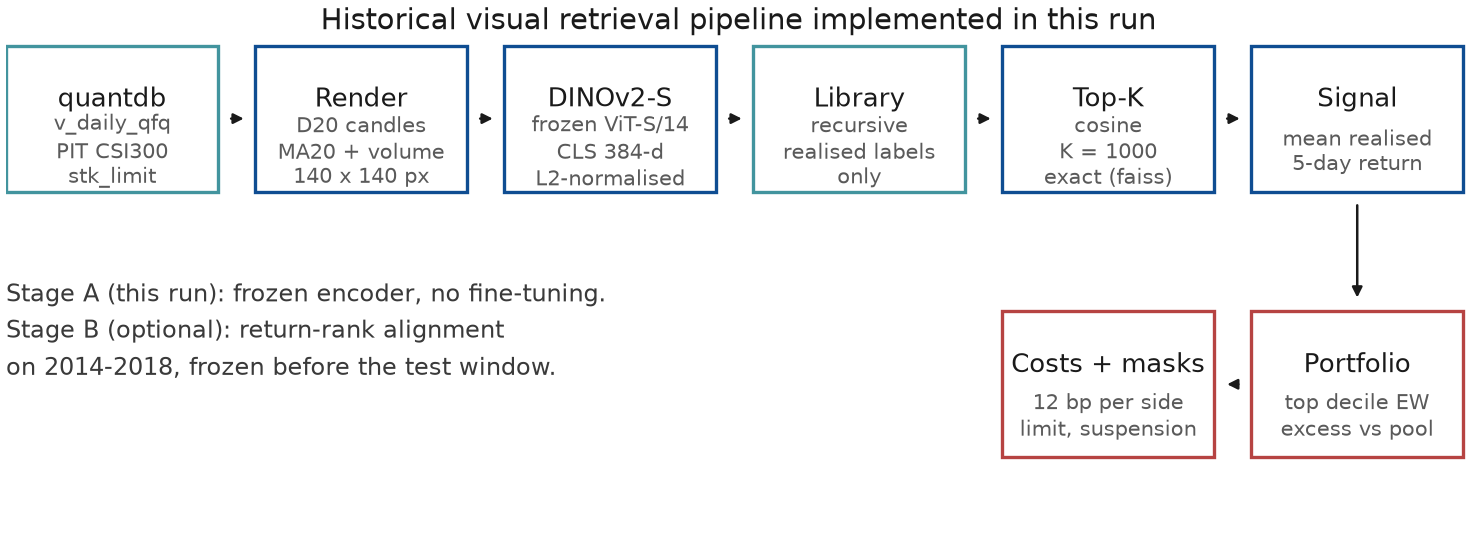 Historical visual retrieval pipeline implemented in this run
quantdb
v_daily_qfq
PIT CSI300
stk_limit
Render
D20 candles
MA20 + volume
140 x 140 px
DINOv2-S
frozen ViT-S/14
CLS 384-d
L2-normalised
Library
recursive
realised labels
only
Top-K
cosine
K = 1000
exact (faiss)
Signal
mean realised
5-day return
Stage A (this run): frozen encoder, no fine-tuning.
Stage B (optional): return-rank alignment
on 2014-2018, frozen before the test window.
Costs + masks
12 bp per side
limit, suspension
Portfolio
top decile EW
excess vs pool